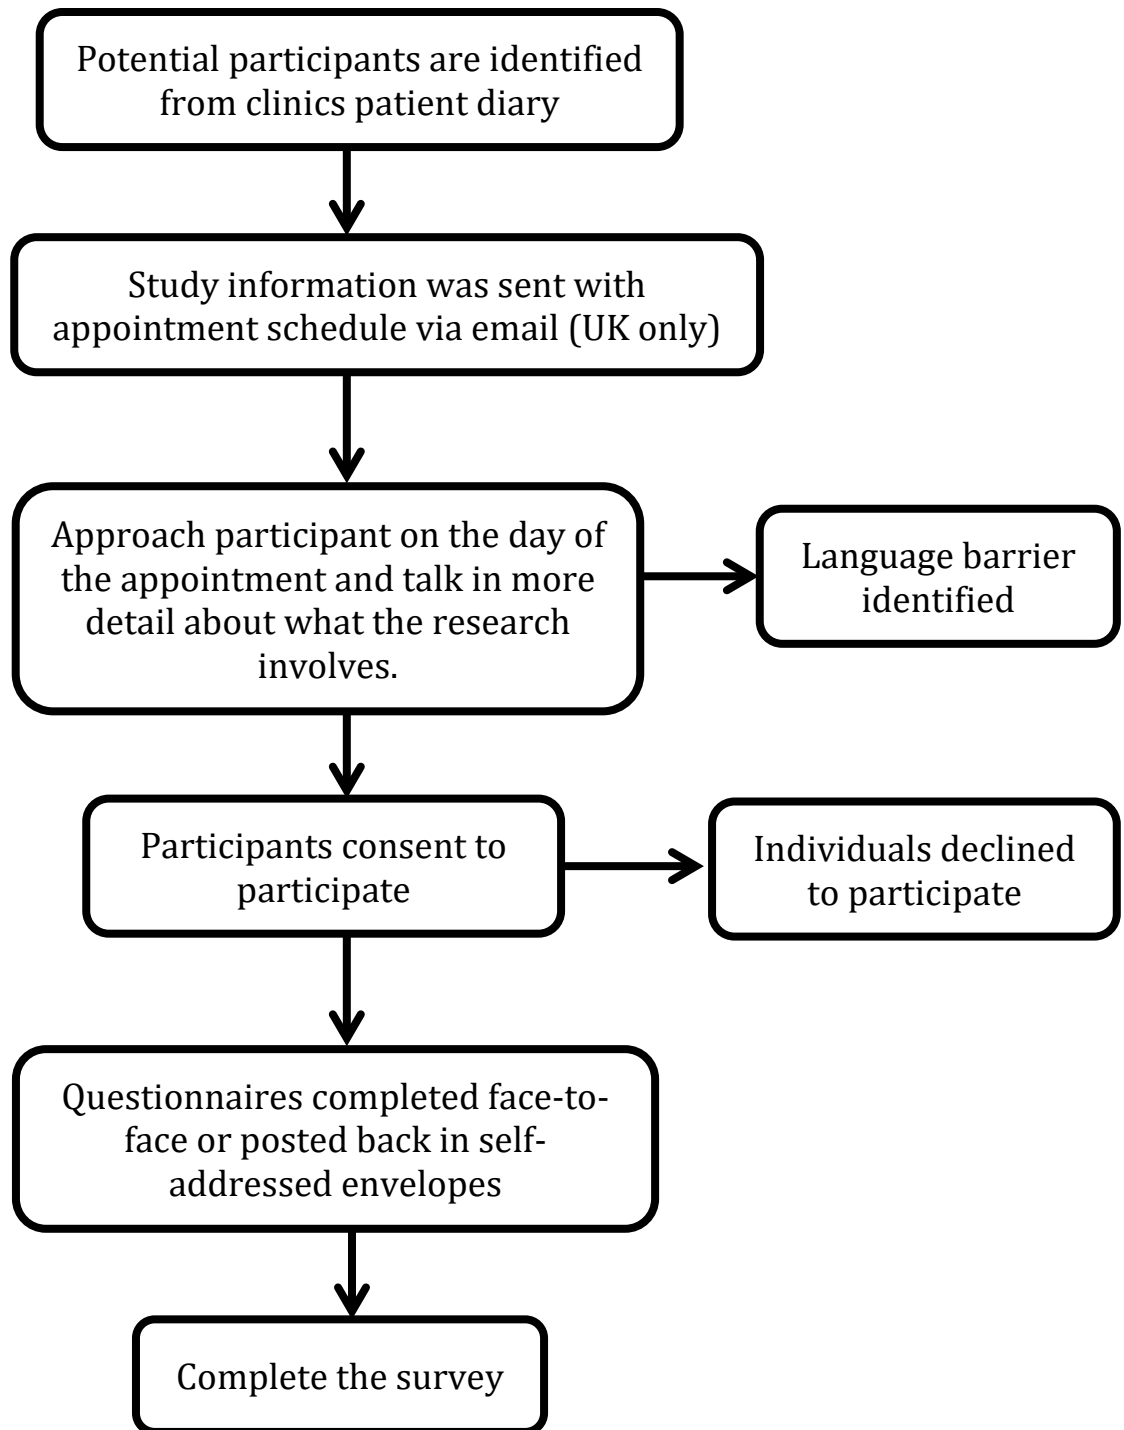 Potential participants are identified
from clinics patient diary
Study information was sent with
appointment schedule via email (UK only)
Approach participant on the day of
the appointment and talk in more
detail about what the research
involves.
Language barrier
identified
Participants consent to
participate
Individuals declined
to participate
Questionnaires completed face-to-
face or posted back in self-
addressed envelopes
Complete the survey